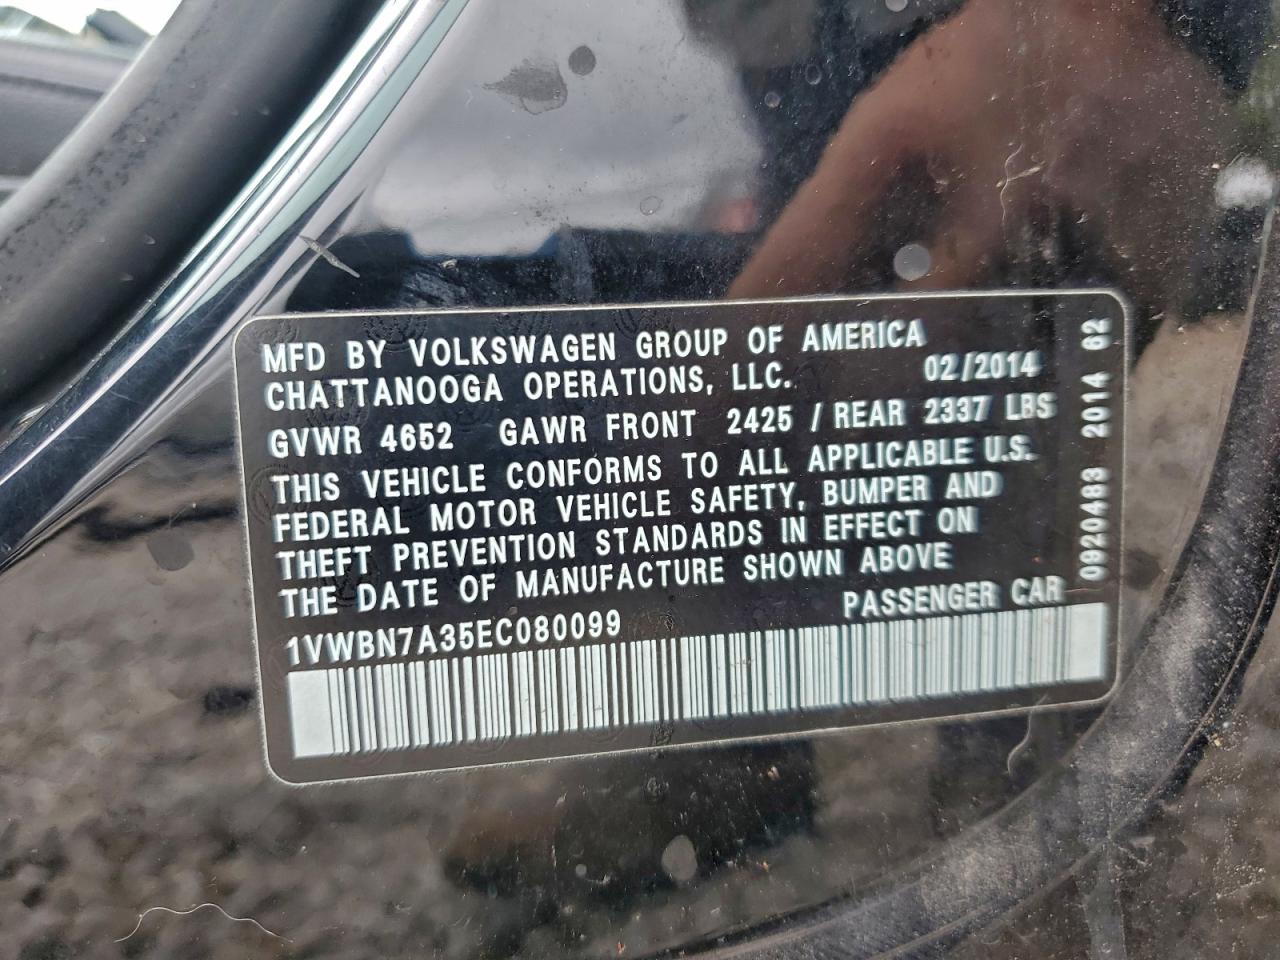 MFD BY VOLKSWAGEN GROUP OF AMERICA
CHATTANOOGA OPERATIONS, LLC. 02/2014
GVWR 4652 GAWR FRONT 2425 / REAR 2337 LBS
THIS VEHICLE CONFORMS TO ALL APPLICABLE U.S.
FEDERAL MOTOR VEHICLE SAFETY, BUMPER AND
THEFT PREVENTION STANDARDS IN EFFECT ON
THE DATE OF MANUFACTURE SHOWN ABOVE
1VWBN7A35EC080099 PASSENGER CAR
0920483 2014 62